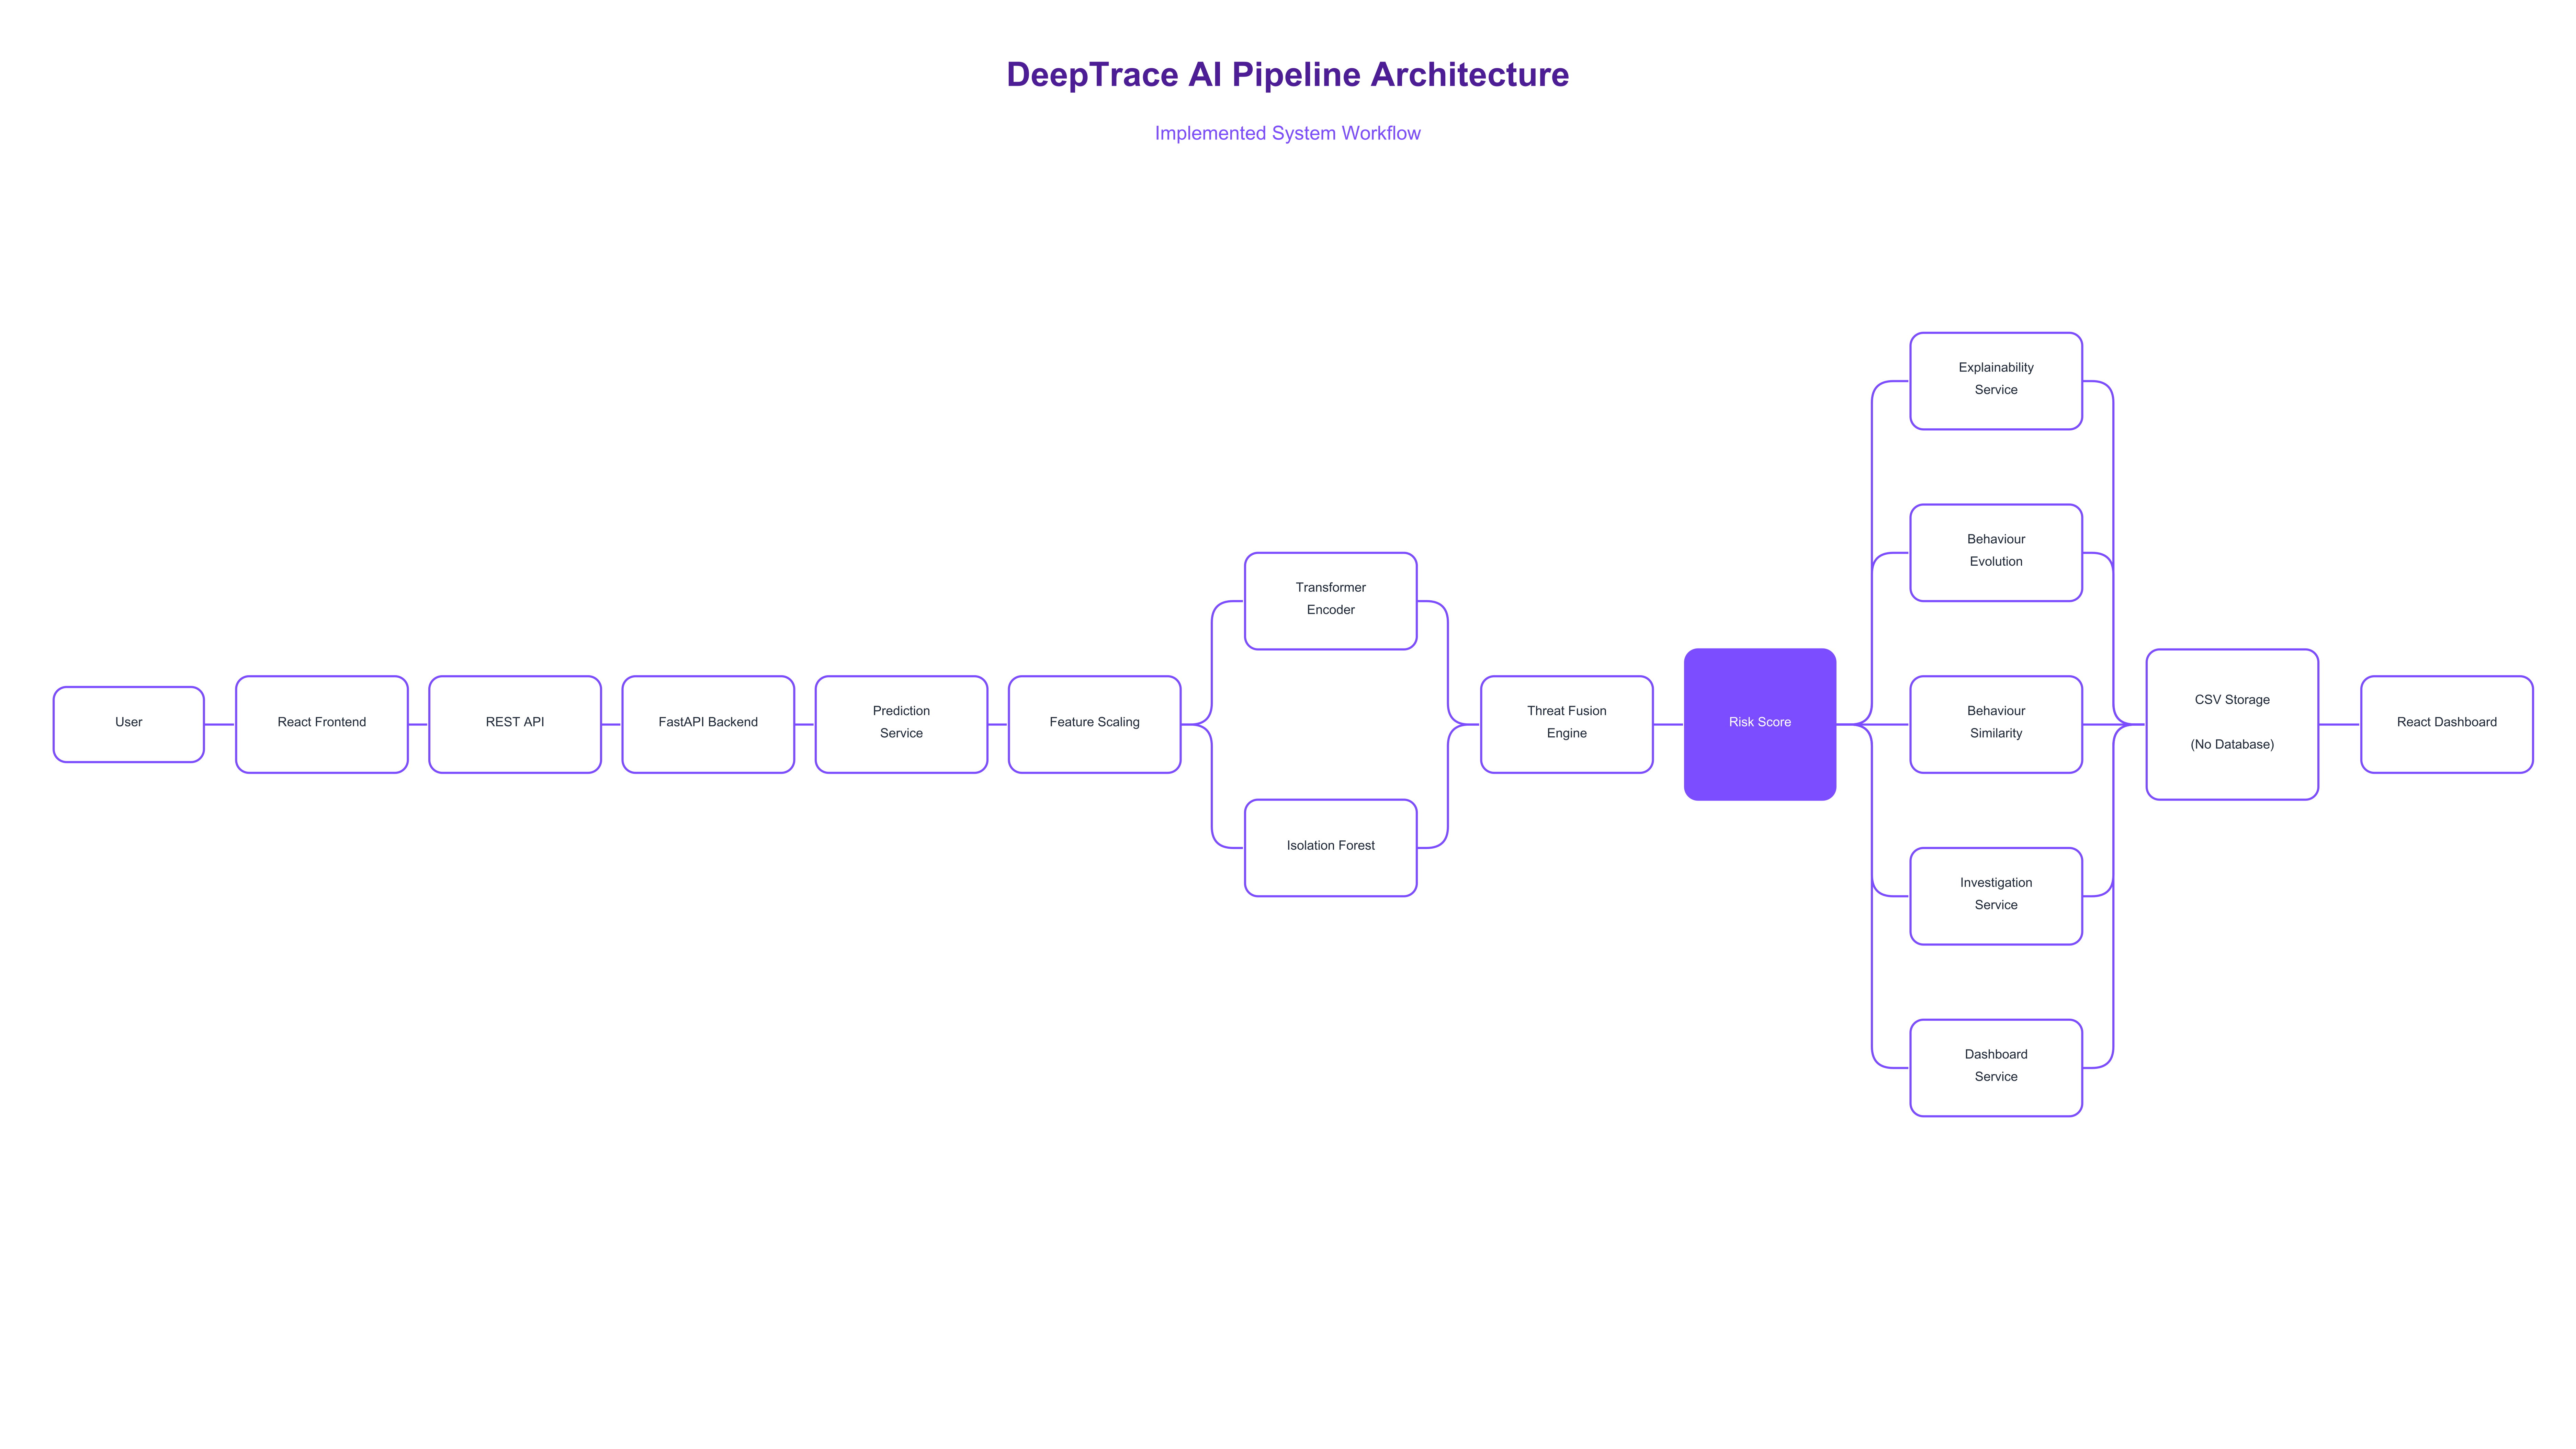 DeepTrace AI Pipeline Architecture
Implemented System Workflow
User
React Frontend
REST API
FastAPI Backend
Prediction
Service
Feature Scaling
Transformer
Encoder
Isolation Forest
Threat Fusion
Engine
Risk Score
Explainability
Service
Behaviour
Evolution
Behaviour
Similarity
Investigation
Service
Dashboard
Service
CSV Storage
(No Database)
React Dashboard